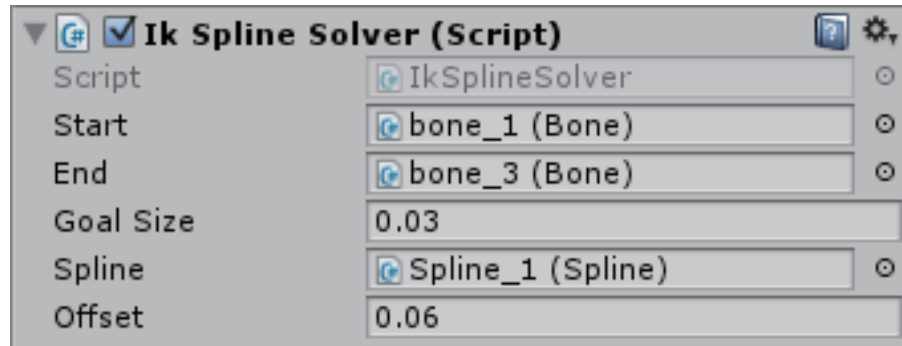 Ik Spline Solver (Script)
Script IkSplineSolver
Start bone_1 (Bone)
End bone_3 (Bone)
Goal Size 0.03
Spline Spline_1 (Spline)
Offset 0.06